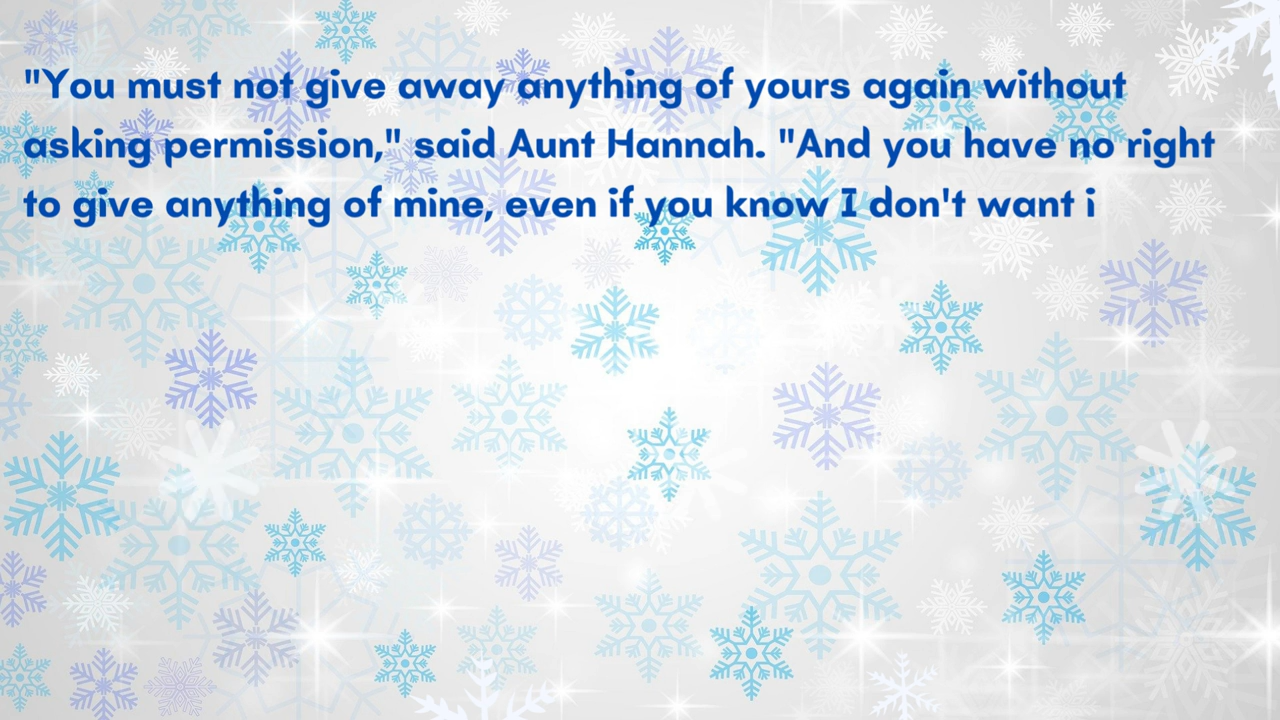 "You must not give away anything of yours again without
asking permission," said Aunt Hannah. "And you have no right
to give anything of mine, even if you know I don't want i